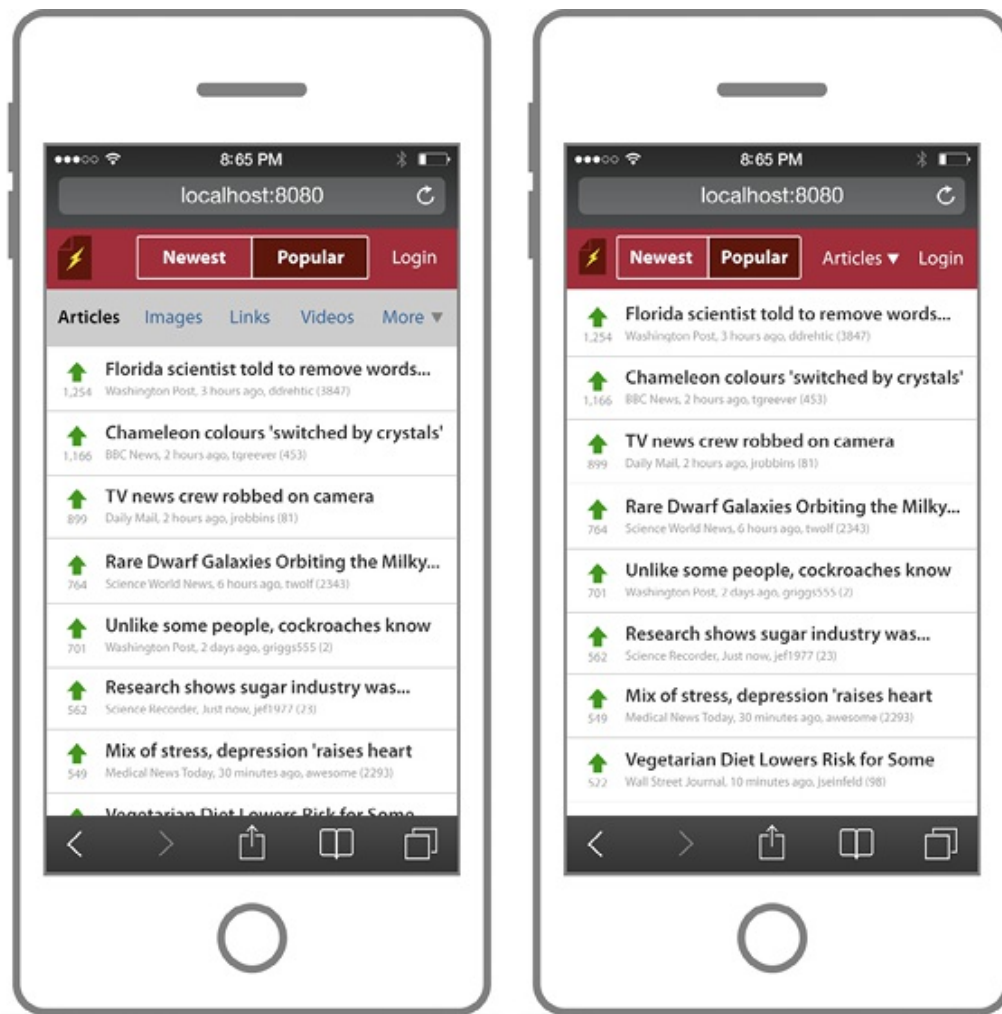 8:65 PM
localhost:8080
Newest Popular Login
Articles Images Links Videos More ▼
Florida scientist told to remove words...
1,254 Washington Post, 3 hours ago, ddrehtic (3847)
Chameleon colours 'switched by crystals'
1,166 BBC News, 2 hours ago, tgreever (453)
TV news crew robbed on camera
899 Daily Mail, 2 hours ago, jrobbins (81)
Rare Dwarf Galaxies Orbiting the Milky...
764 Science World News, 6 hours ago, twolf (2343)
Unlike some people, cockroaches know
701 Washington Post, 2 days ago, griggs555 (2)
Research shows sugar industry was...
562 Science Recorder, Just now, jef1977 (23)
Mix of stress, depression 'raises heart
549 Medical News Today, 30 minutes ago, awesome (2293)
Vegetarian Diet Lowers Risk for Some
8:65 PM
localhost:8080
Newest Popular Articles ▼ Login
Florida scientist told to remove words...
1,254 Washington Post, 3 hours ago, ddrehtic (3847)
Chameleon colours 'switched by crystals'
1,166 BBC News, 2 hours ago, tgreever (453)
TV news crew robbed on camera
899 Daily Mail, 2 hours ago, jrobbins (81)
Rare Dwarf Galaxies Orbiting the Milky...
764 Science World News, 6 hours ago, twolf (2343)
Unlike some people, cockroaches know
701 Washington Post, 2 days ago, griggs555 (2)
Research shows sugar industry was...
562 Science Recorder, Just now, jef1977 (23)
Mix of stress, depression 'raises heart
549 Medical News Today, 30 minutes ago, awesome (2293)
Vegetarian Diet Lowers Risk for Some
522 Wall Street Journal, 10 minutes ago, jseinfeld (98)